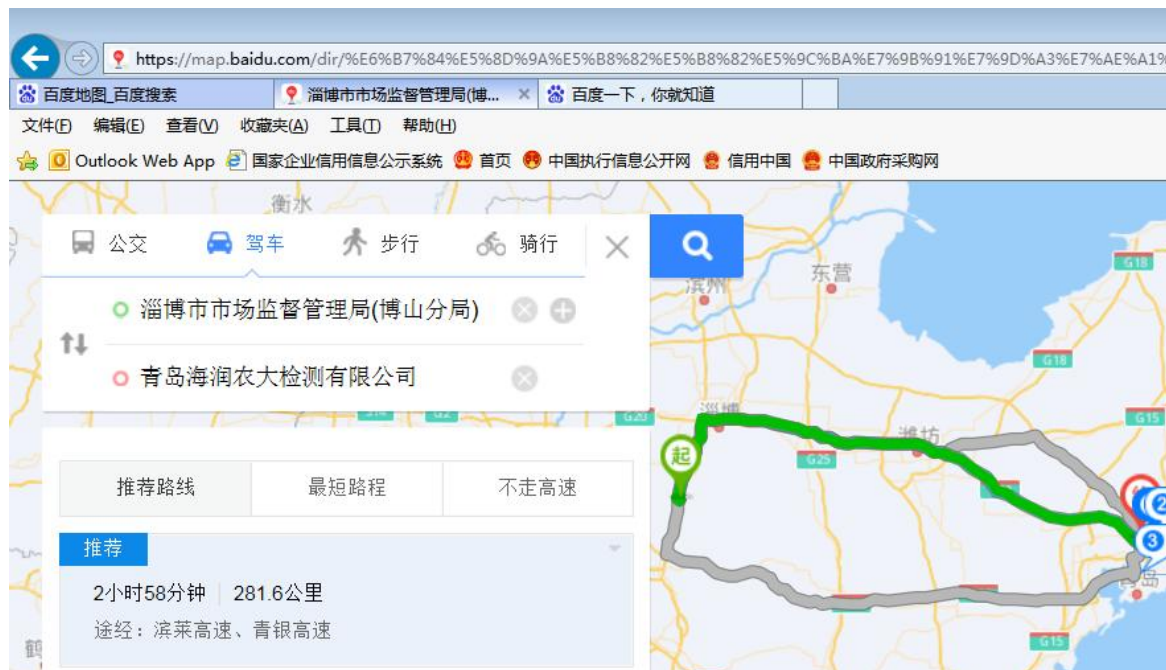 https://map.baidu.com/dir/%E6%B7%84%E5%8D%9A%E5%B8%82%E5%B8%82%E5%9C%BA%E7%9B%91%E7%9D%A3%E7%AE%A1%
百度地图_百度搜索
淄博市市场监督管理局(博...
百度一下，你就知道
文件(F) 编辑(E) 查看(V) 收藏夹(A) 工具(T) 帮助(H)
Outlook Web App 国家企业信用信息公示系统 首页 中国执行信息公开网 信用中国 中国政府采购网
衡水
公交 驾车 步行 骑行
淄博市市场监督管理局(博山分局)
青岛海润农大检测有限公司
滨州
东营
G18
G18
G15
G2
G20
淄博
潍坊
G25
起
2
3
青岛
G15
推荐路线 最短路程 不走高速
推荐
2小时58分钟 281.6公里
途经：滨莱高速、青银高速